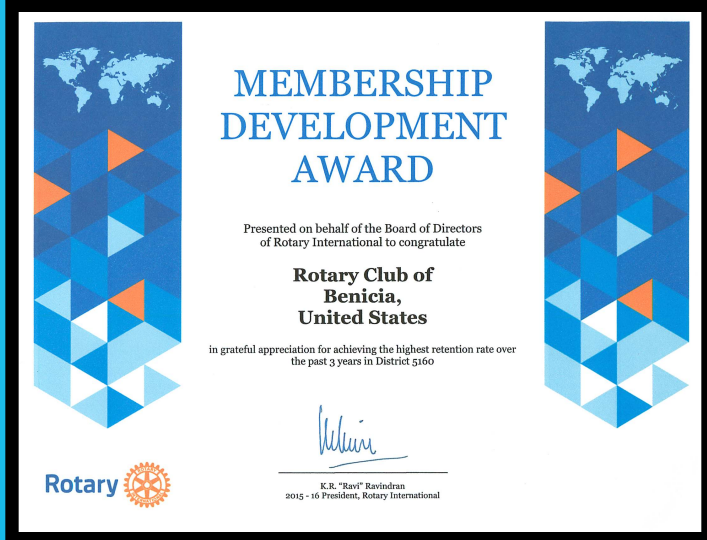 MEMBERSHIP
DEVELOPMENT
AWARD
Presented on behalf of the Board of Directors
of Rotary International to congratulate
Rotary Club of
Benicia,
United States
in grateful appreciation for achieving the highest retention rate over
the past 3 years in District 5160
K.R. "Ravi" Ravindran
2015 - 16 President, Rotary International
Rotary